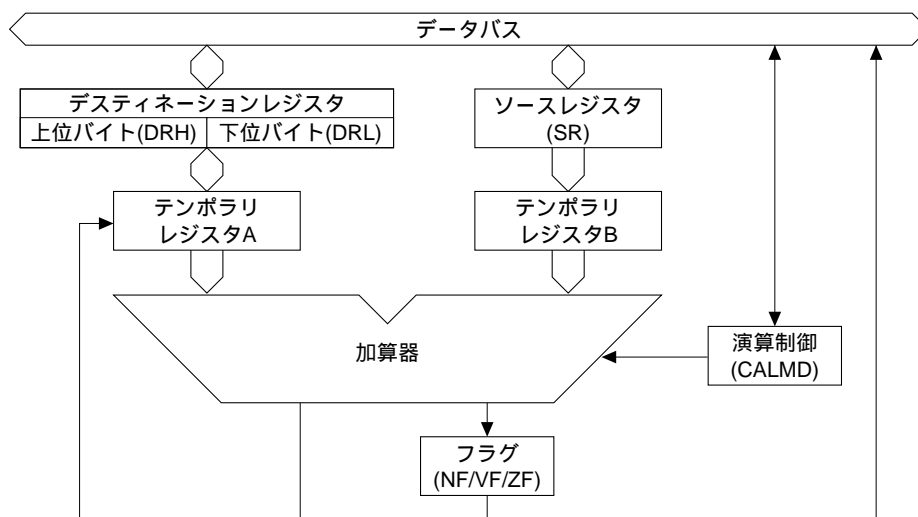 データバス
デスティネーションレジスタ
上位バイト(DRH)
下位バイト(DRL)
ソースレジスタ
(SR)
テンポラリ
レジスタA
テンポラリ
レジスタB
加算器
演算制御
(CALMD)
フラグ
(NF/VF/ZF)